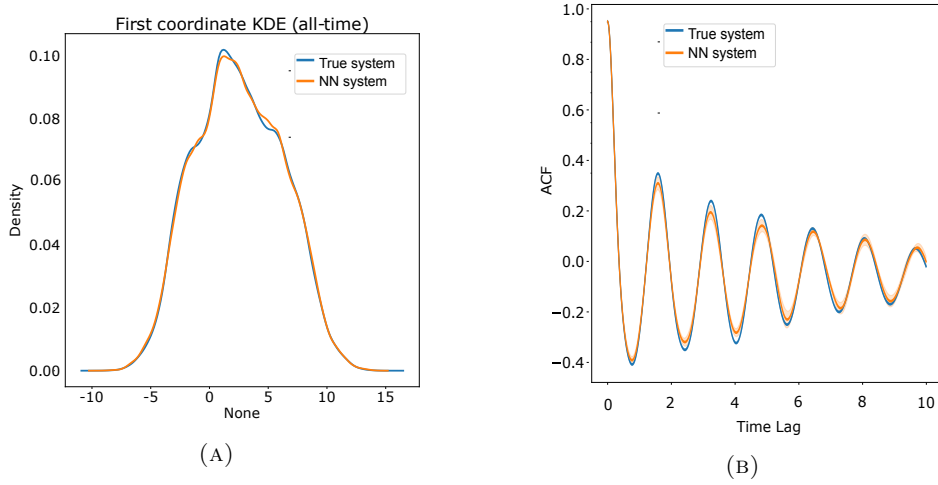 First coordinate KDE (all-time)
True system
NN system
Density
0.10
0.08
0.06
0.04
0.02
0.00
-10
-5
0
5
10
15
None
(A)
True system
NN system
ACF
1.0
0.8
0.6
0.4
0.2
0.0
−0.2
−0.4
0
2
4
6
8
10
Time Lag
(B)